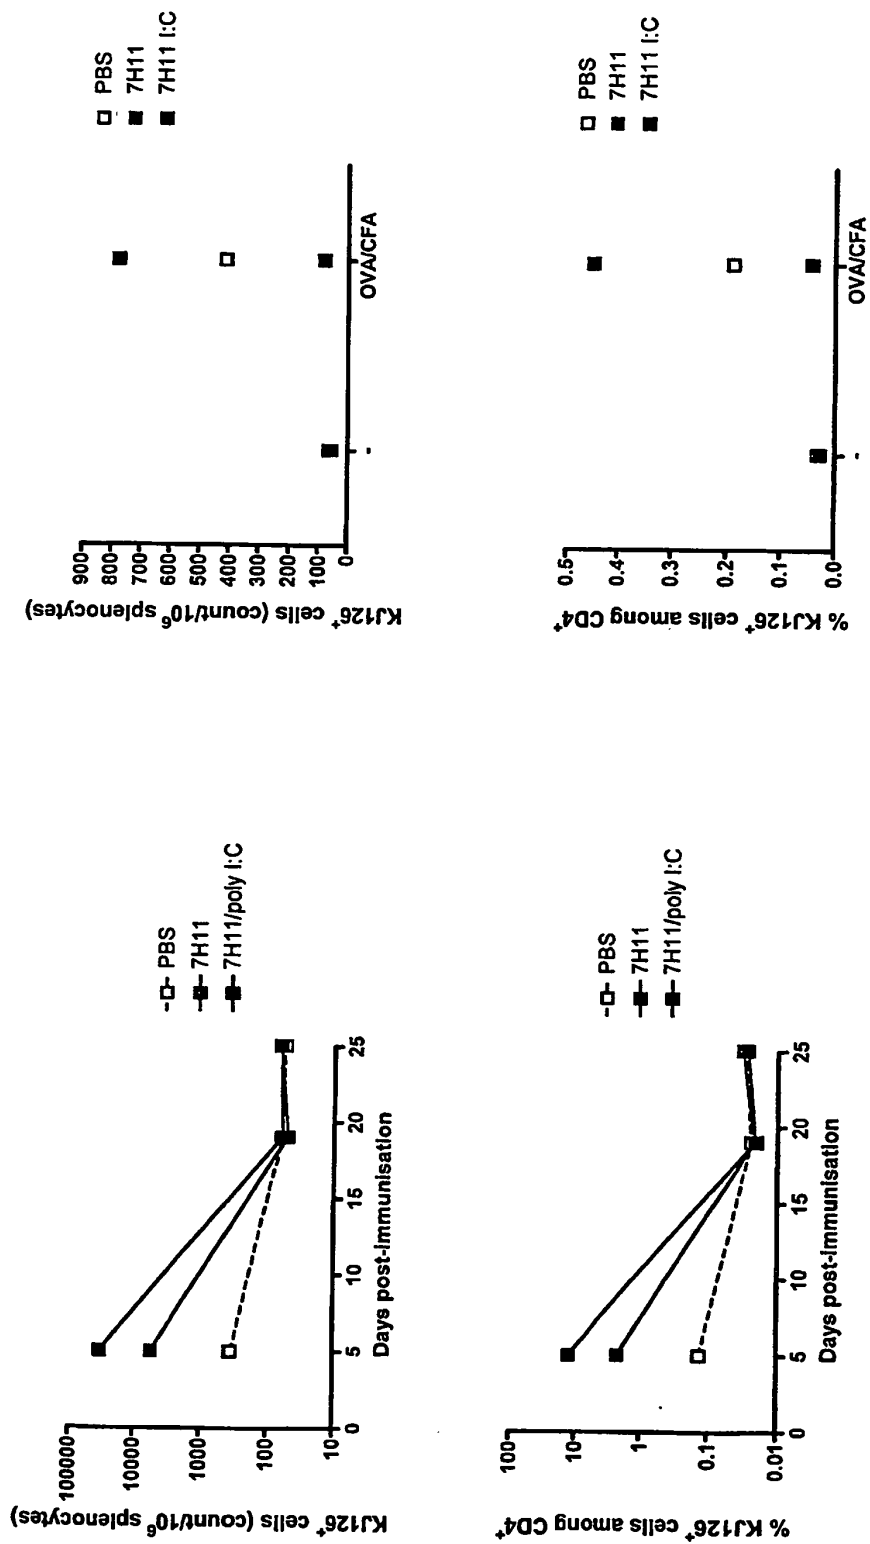 KJ126+ cells (count/10^6 splenocytes)
100000
10000
1000
100
10
0
5
10
15
20
25
Days post-immunisation
PBS
7H11
7H11/poly I:C
KJ126+ cells (count/10^6 splenocytes)
900
800
700
600
500
400
300
200
100
0
-
OVA/CFA
PBS
7H11
7H11 I:C
% KJ126+ cells among CD4+
100
10
1
0.1
0.01
0
5
10
15
20
25
Days post-immunisation
PBS
7H11
7H11/poly I:C
% KJ126+ cells among CD4+
0.5
0.4
0.3
0.2
0.1
0.0
-
OVA/CFA
PBS
7H11
7H11 I:C